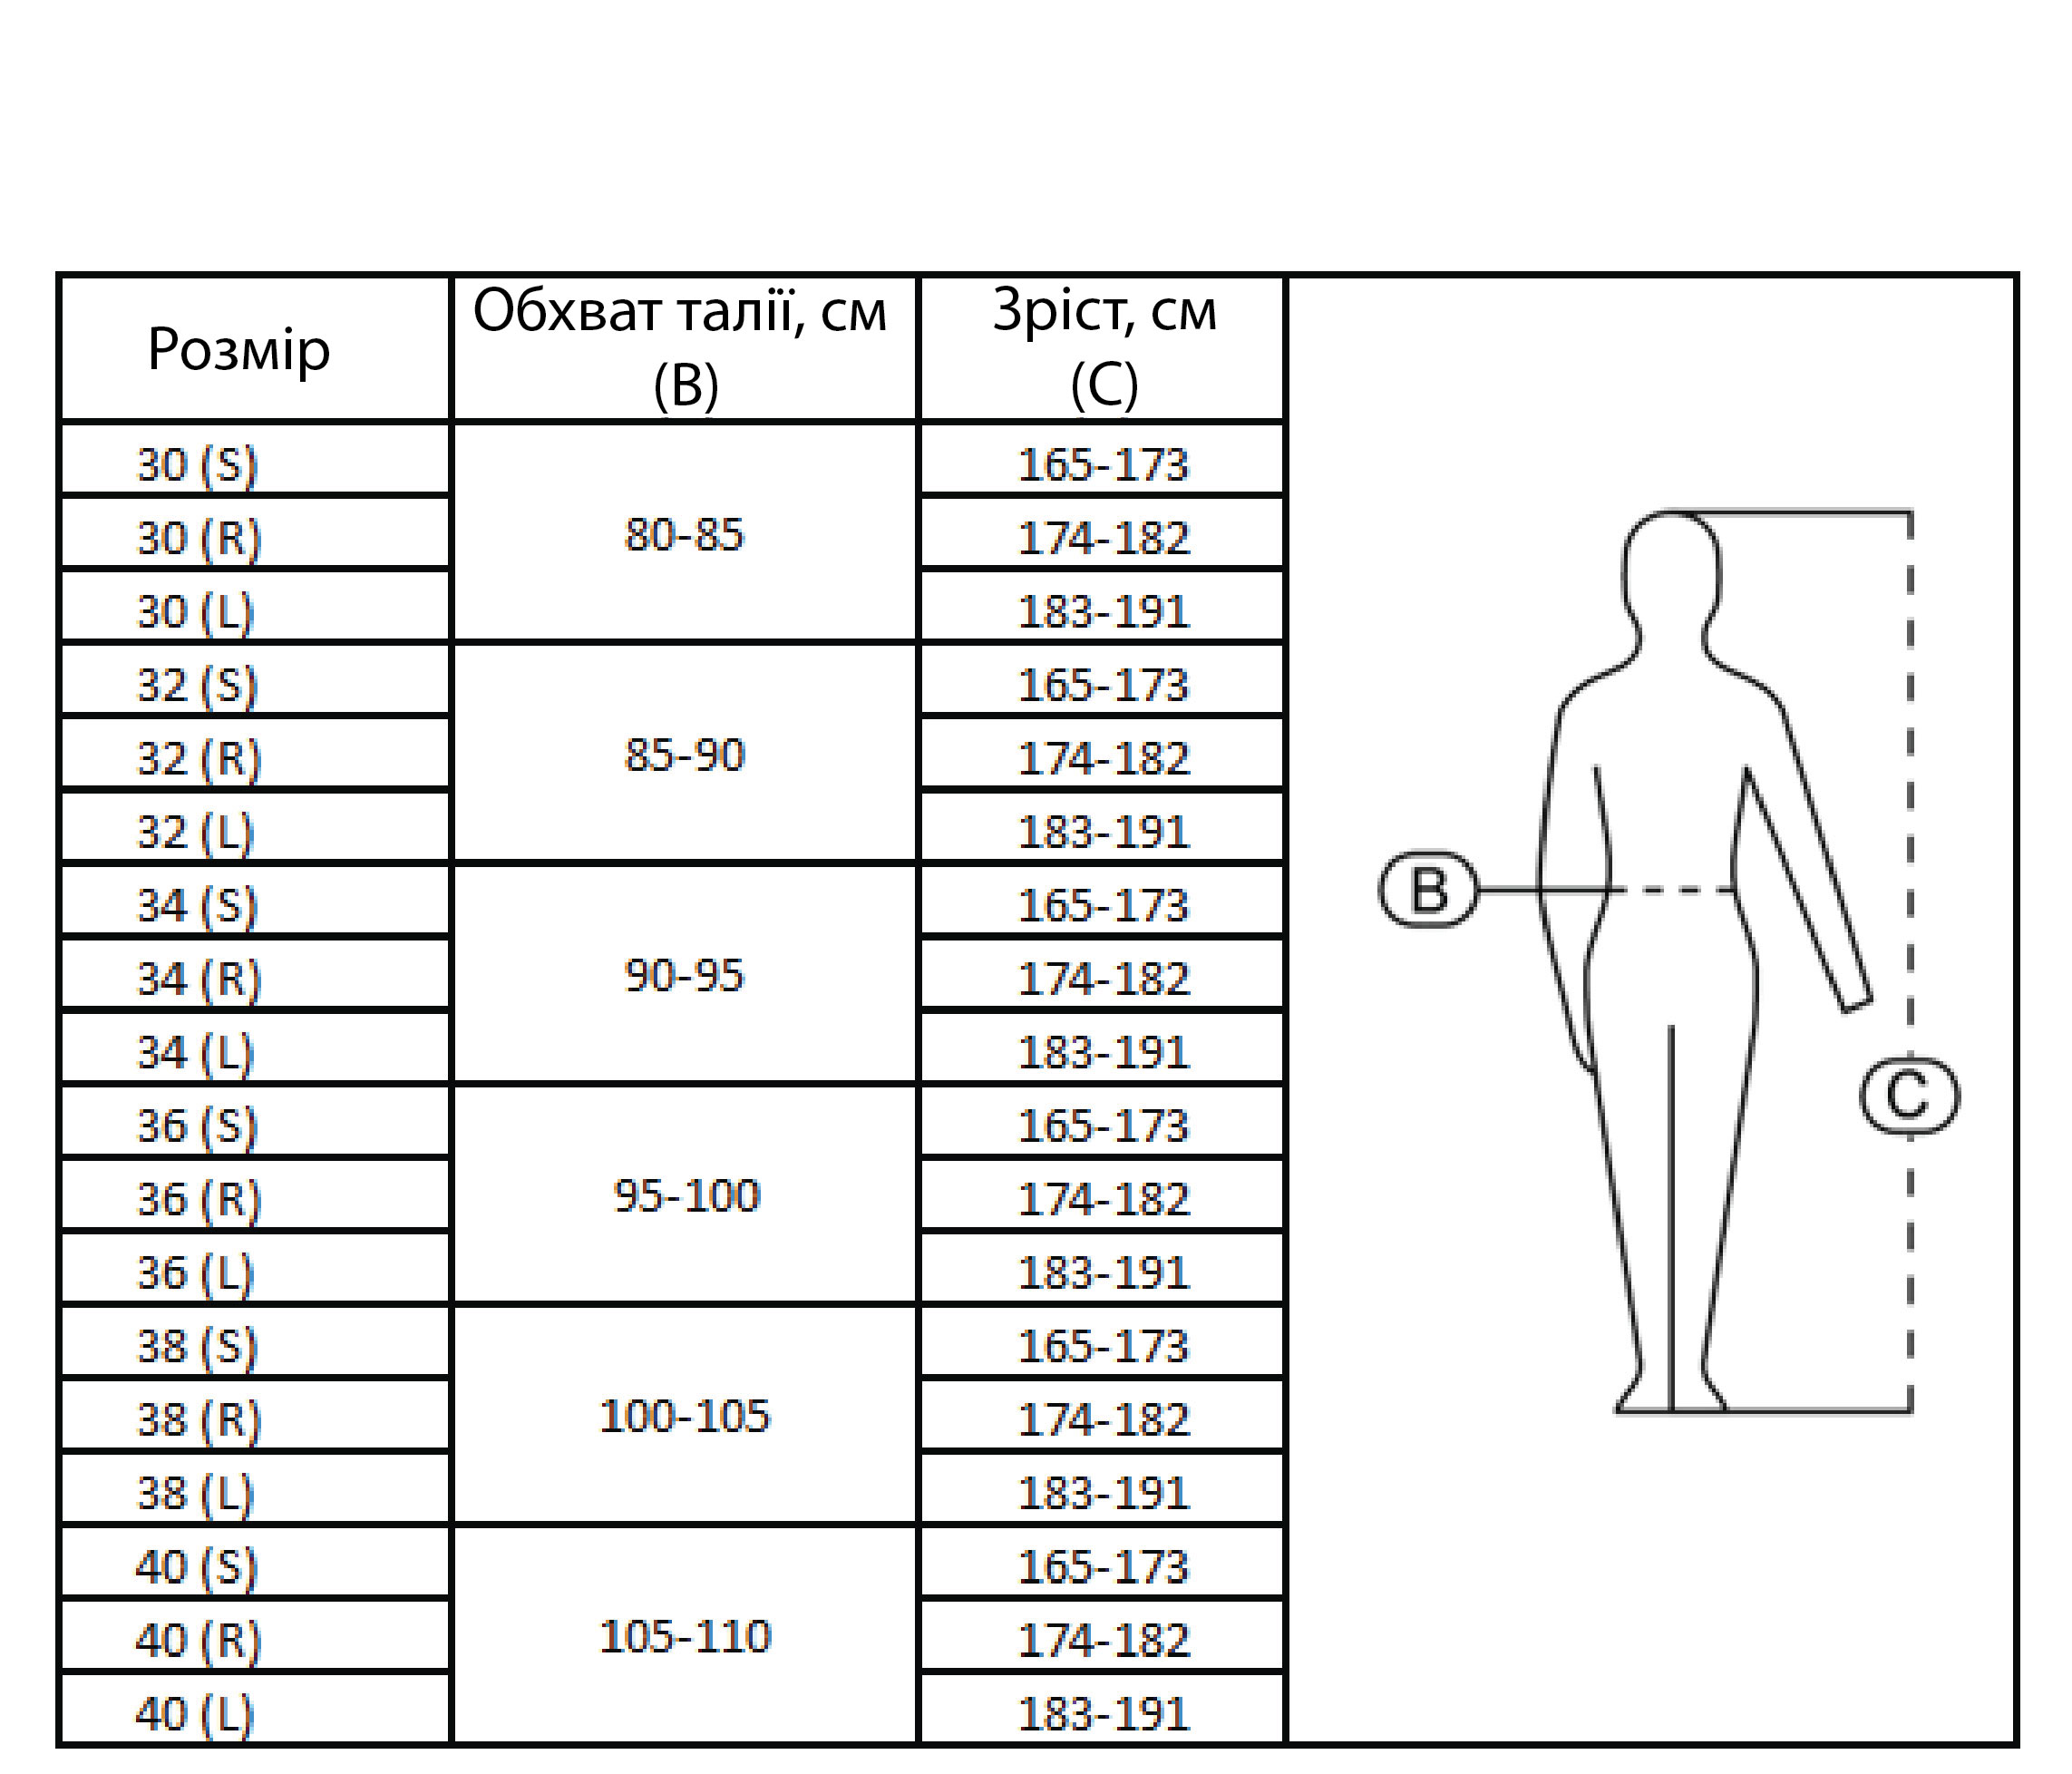 Розмір
Обхват талії, см
(B)
Зріст, см
(C)
30 (S)
80-85
165-173
30 (R)
174-182
30 (L)
183-191
32 (S)
85-90
165-173
32 (R)
174-182
32 (L)
183-191
34 (S)
90-95
165-173
34 (R)
174-182
34 (L)
183-191
36 (S)
95-100
165-173
36 (R)
174-182
36 (L)
183-191
38 (S)
100-105
165-173
38 (R)
174-182
38 (L)
183-191
40 (S)
105-110
165-173
40 (R)
174-182
40 (L)
183-191
B
C